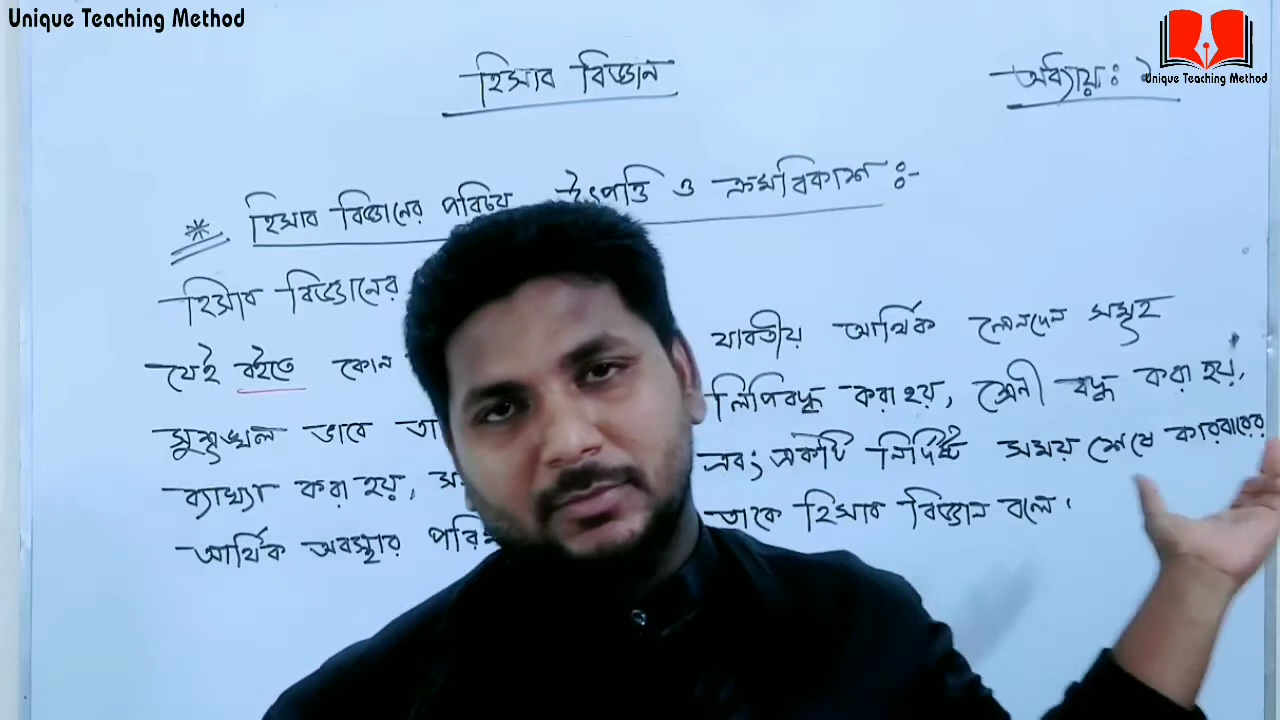 Unique Teaching Method
Unique Teaching Method
হিসাব বিজ্ঞান
অধ্যায়ঃ
* হিসাব বিজ্ঞানের পরিচয় উৎপত্তি ও ক্রমবিকাশ ঃ-
হিসাব বিজ্ঞানের
যেই বইতে কোন যাবতীয় আর্থিক লেনদেন সমূহ
সুশৃঙ্খল ভাবে লিপিবদ্ধ করা হয়, শ্রেনী বদ্ধ করা হয়,
ব্যাখ্যা করা হয়, এবং একটি নির্দিষ্ট সময় শেষে কারবারের
আর্থিক অবস্থার তাকে হিসাব বিজ্ঞান বলে।